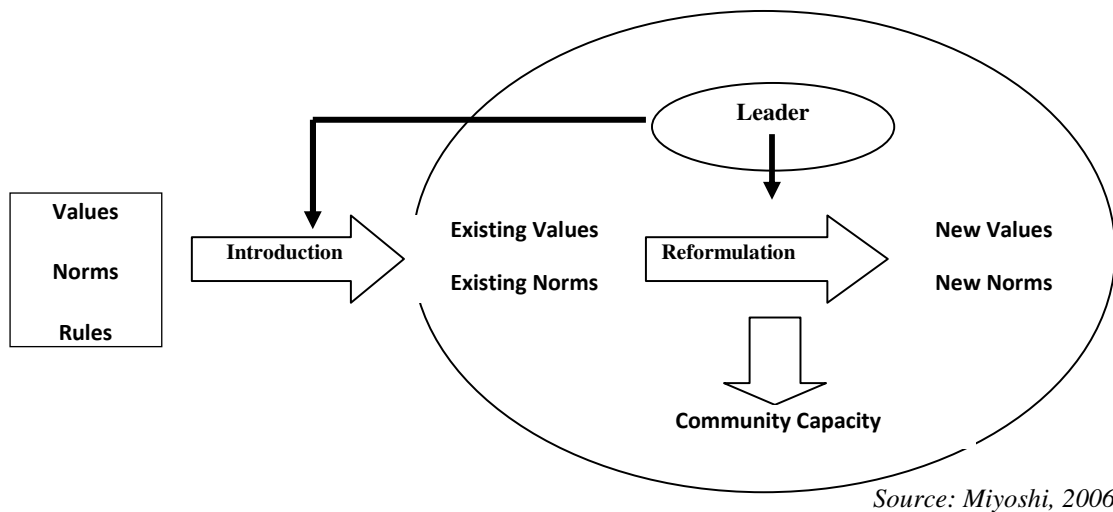 Leader
Values
Norms
Rules
Introduction
Existing Values
Existing Norms
Reformulation
New Values
New Norms
Community Capacity
Source: Miyoshi, 2006